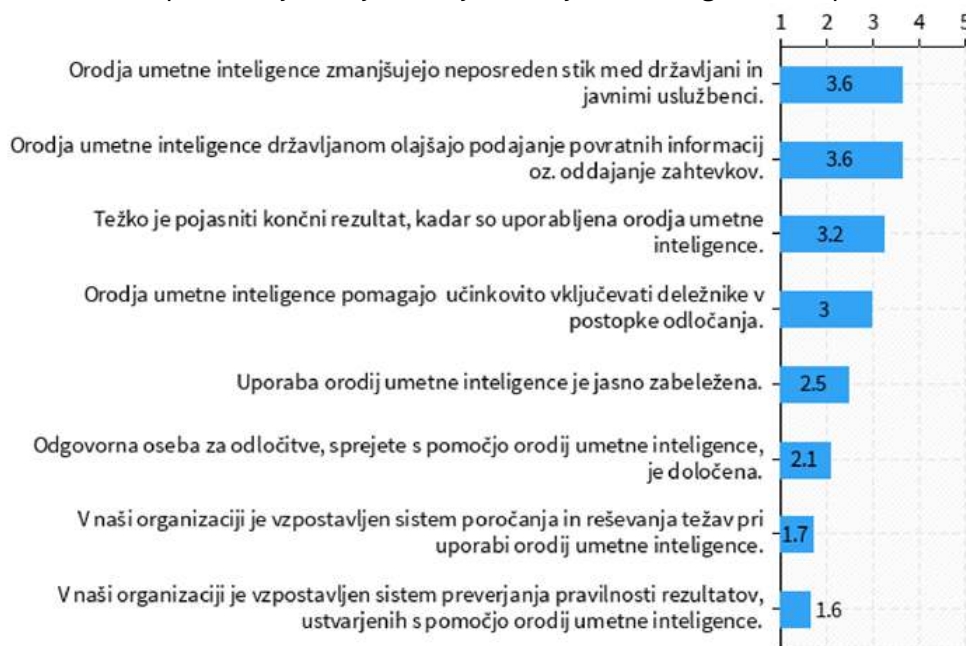 1 2 3 4 5
Orodja umetne inteligence zmanjšujejo neposreden stik med državljani in
javnimi uslužbenci.
3.6
Orodja umetne inteligence državljanom olajšajo podajanje povratnih informacij
oz. oddajanje zahtevkov.
3.6
Težko je pojasniti končni rezultat, kadar so uporabljena orodja umetne
inteligence.
3.2
Orodja umetne inteligence pomagajo učinkovito vključevati deležnike v
postopke odločanja.
3
Uporaba orodij umetne inteligence je jasno zabeležena.
2.5
Odgovorna oseba za odločitve, sprejete s pomočjo orodij umetne inteligence,
je določena.
2.1
V naši organizaciji je vzpostavljen sistem poročanja in reševanja težav pri
uporabi orodij umetne inteligence.
1.7
V naši organizaciji je vzpostavljen sistem preverjanja pravilnosti rezultatov,
ustvarjenih s pomočjo orodij umetne inteligence.
1.6